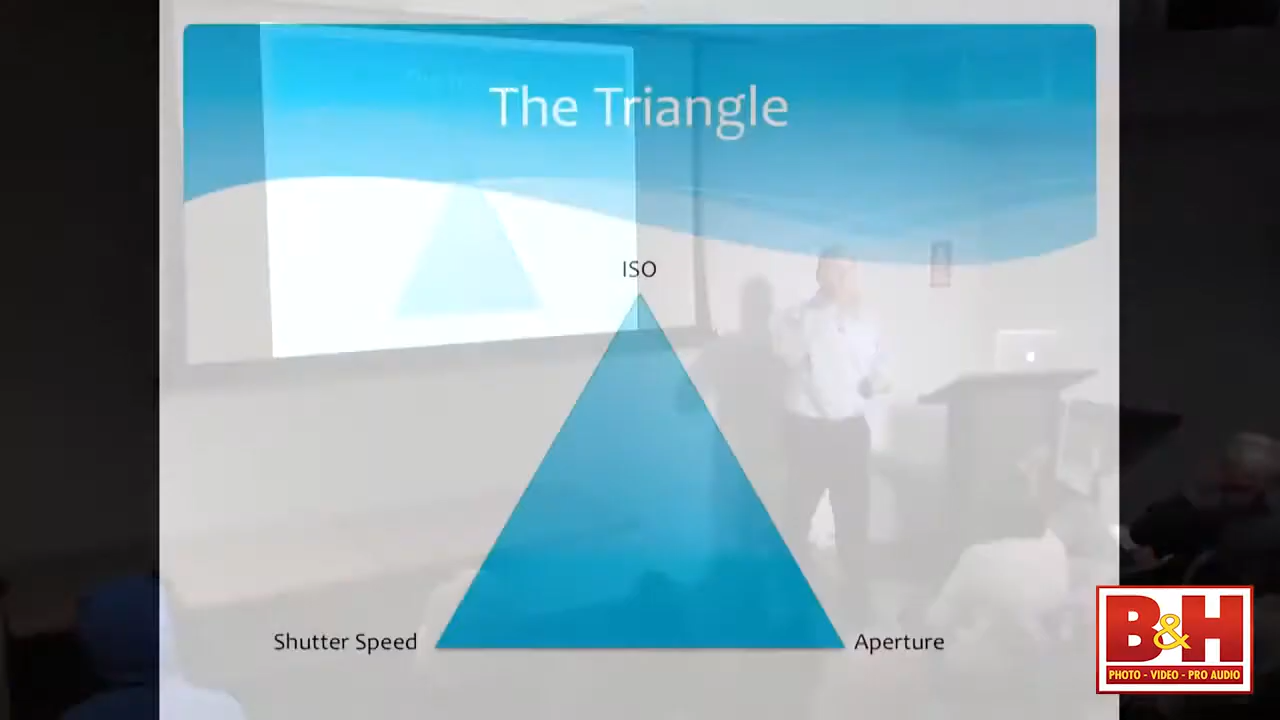 The Triangle
ISO
Shutter Speed
Aperture
B&H
PHOTO - VIDEO - PRO AUDIO